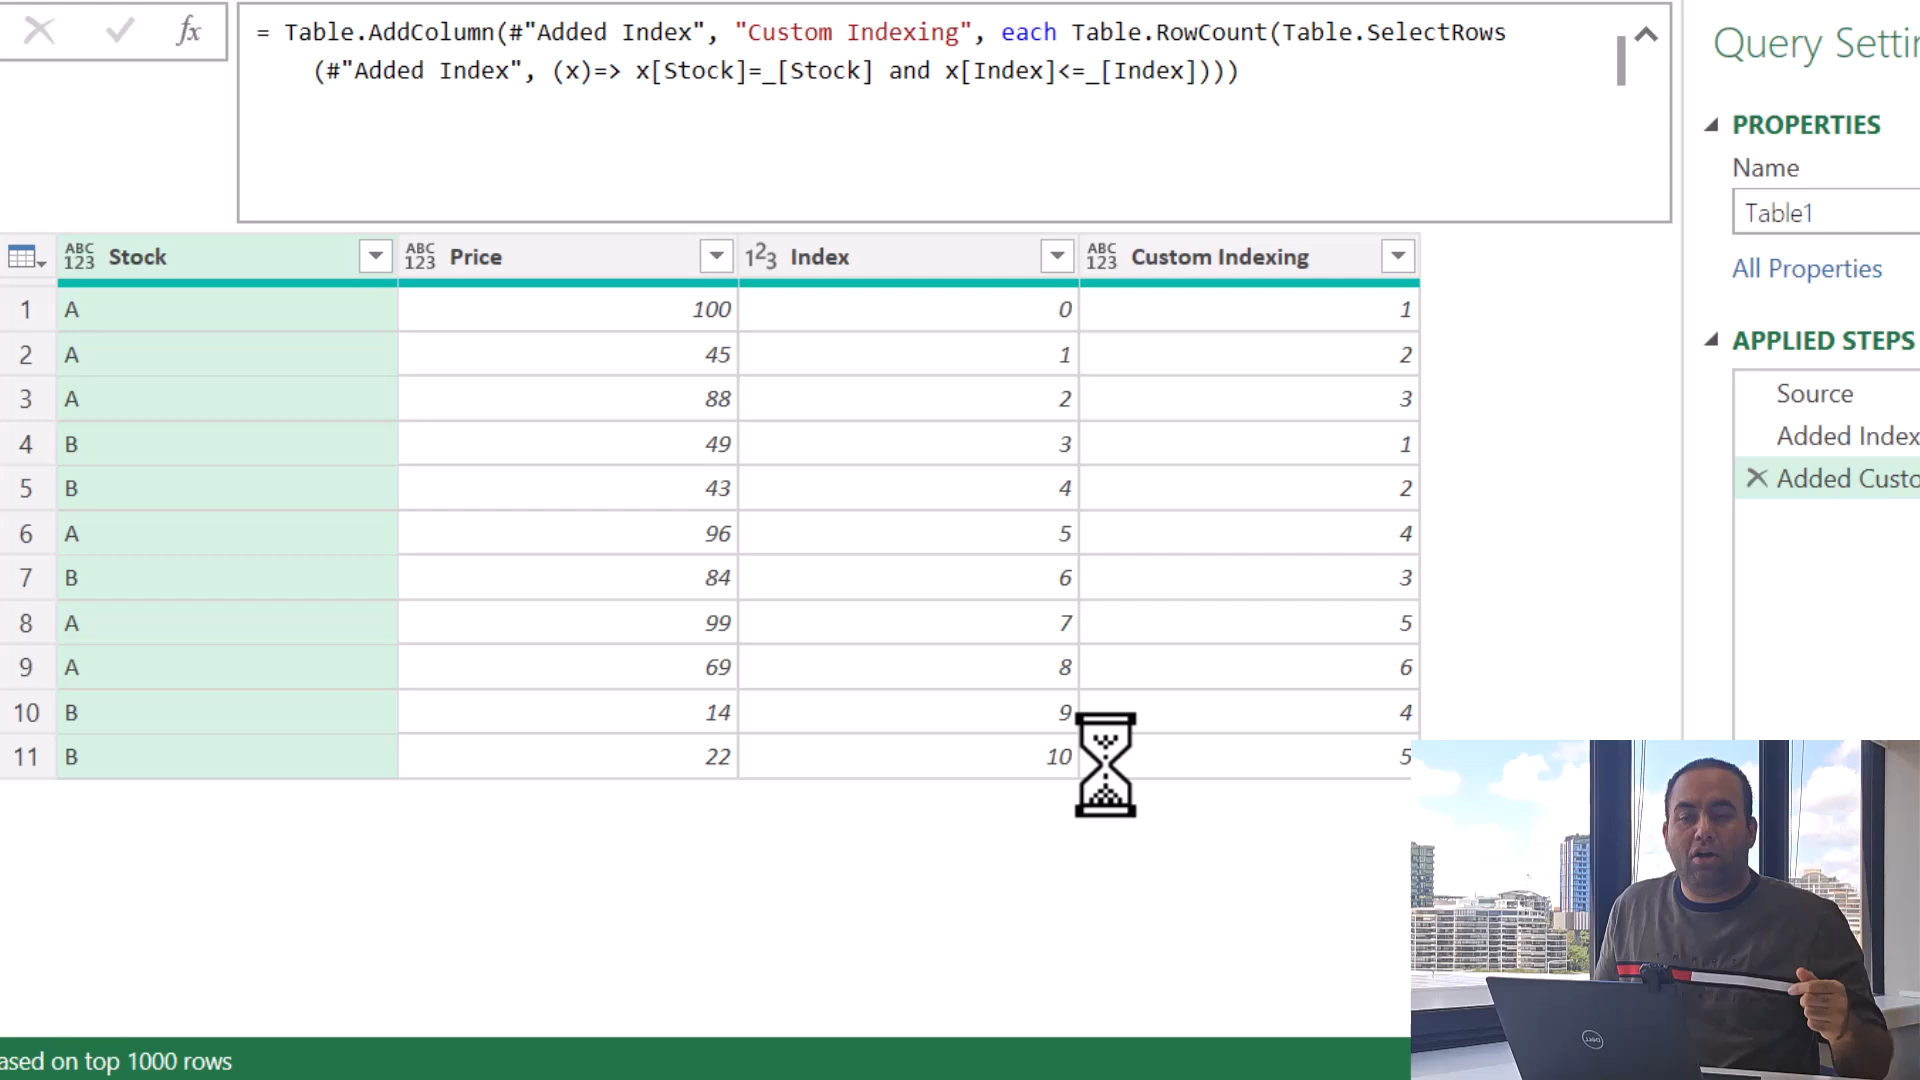 fx
= Table.AddColumn(#"Added Index", "Custom Indexing", each Table.RowCount(Table.SelectRows
(#"Added Index", (x)=> x[Stock]=_[Stock] and x[Index]<=_[Index])))
ABC 123 Stock ABC 123 Price 123 Index ABC 123 Custom Indexing
1 A 100 0 1
2 A 45 1 2
3 A 88 2 3
4 B 49 3 1
5 B 43 4 2
6 A 96 5 4
7 B 84 6 3
8 A 99 7 5
9 A 69 8 6
10 B 14 9 4
11 B 22 10 5
ased on top 1000 rows
Query Settin
PROPERTIES
Name
Table1
All Properties
APPLIED STEPS
Source
Added Index
Added Custo
DELL